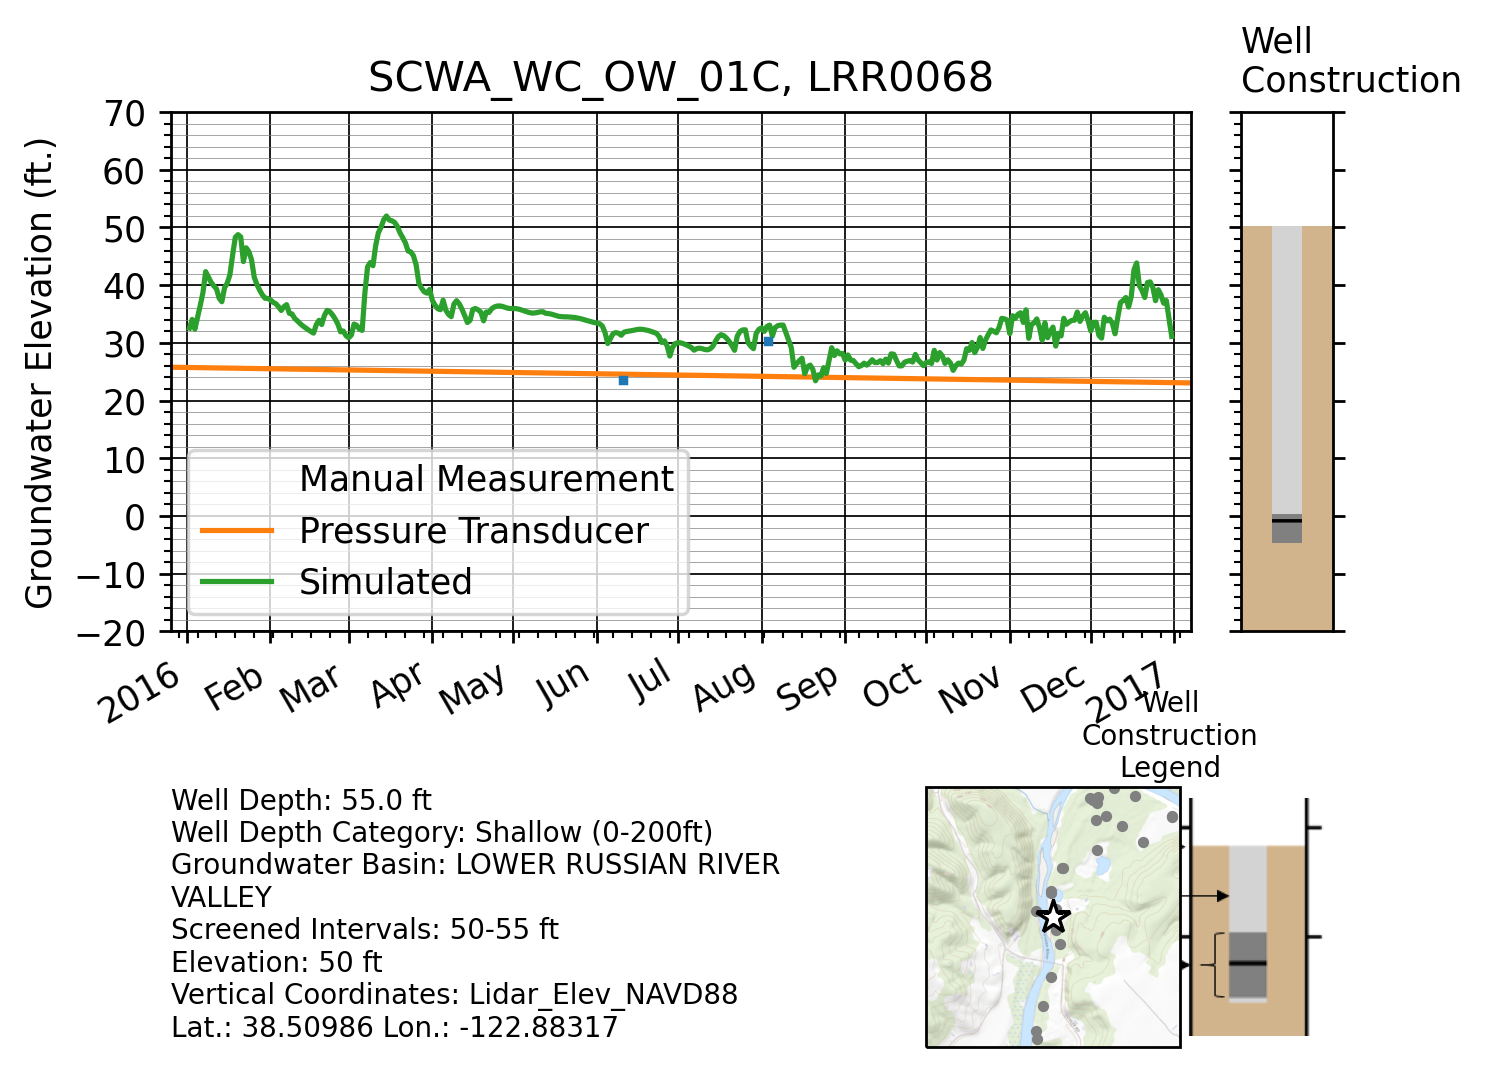 Well
Construction
SCWA_WC_OW_01C, LRR0068
Groundwater Elevation (ft.)
70
60
50
40
30
20
10
0
−10
−20
Manual Measurement
Pressure Transducer
Simulated
2016 Feb Mar Apr May Jun Jul Aug Sep Oct Nov Dec 2017
Well
Construction
Legend
Well Depth: 55.0 ft
Well Depth Category: Shallow (0-200ft)
Groundwater Basin: LOWER RUSSIAN RIVER
VALLEY
Screened Intervals: 50-55 ft
Elevation: 50 ft
Vertical Coordinates: Lidar_Elev_NAVD88
Lat.: 38.50986 Lon.: -122.88317